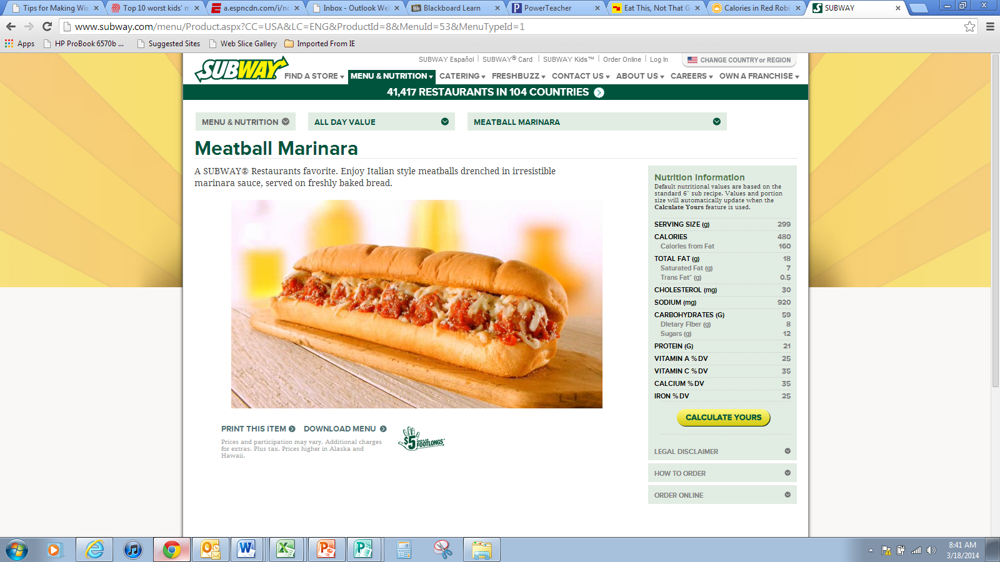 Tips for Making Wis
Top 10 worst kids' m
a.espncdn.com/i/nc
Inbox - Outlook Wel
Bb Blackboard Learn
P PowerTeacher
Eat This, Not That G
Calories in Red Robi
SUBWAY
www.subway.com/menu/Product.aspx?CC=USA&LC=ENG&ProductId=8&MenuId=53&MenuTypeId=1
Apps HP ProBook 6570b ... Suggested Sites Web Slice Gallery Imported From IE
SUBWAY
SUBWAY Español | SUBWAY® Card | SUBWAY Kids™ | Order Online | Log In
CHANGE COUNTRY or REGION
FIND A STORE MENU & NUTRITION CATERING FRESHBUZZ CONTACT US ABOUT US CAREERS OWN A FRANCHISE
41,417 RESTAURANTS IN 104 COUNTRIES
MENU & NUTRITION ALL DAY VALUE MEATBALL MARINARA
Meatball Marinara
A SUBWAY® Restaurants favorite. Enjoy Italian style meatballs drenched in irresistible
marinara sauce, served on freshly baked bread.
PRINT THIS ITEM DOWNLOAD MENU
Prices and participation may vary. Additional charges
for extras. Plus tax. Prices higher in Alaska and
Hawaii.
$5 REGULAR
FOOTLONGS
Nutrition Information
Default nutritional values are based on the
standard 6" sub recipe. Values and portion
size will automatically update when the
Calculate Yours feature is used.
SERVING SIZE (g) 299
CALORIES 480
Calories from Fat 160
TOTAL FAT (g) 18
Saturated Fat (g) 7
Trans Fat* (g) 0.5
CHOLESTEROL (mg) 30
SODIUM (mg) 920
CARBOHYDRATES (G) 59
Dietary Fiber (g) 8
Sugars (g) 12
PROTEIN (G) 21
VITAMIN A % DV 25
VITAMIN C % DV 35
CALCIUM % DV 35
IRON % DV 25
CALCULATE YOURS
LEGAL DISCLAIMER
HOW TO ORDER
ORDER ONLINE
8:41 AM
3/18/2014